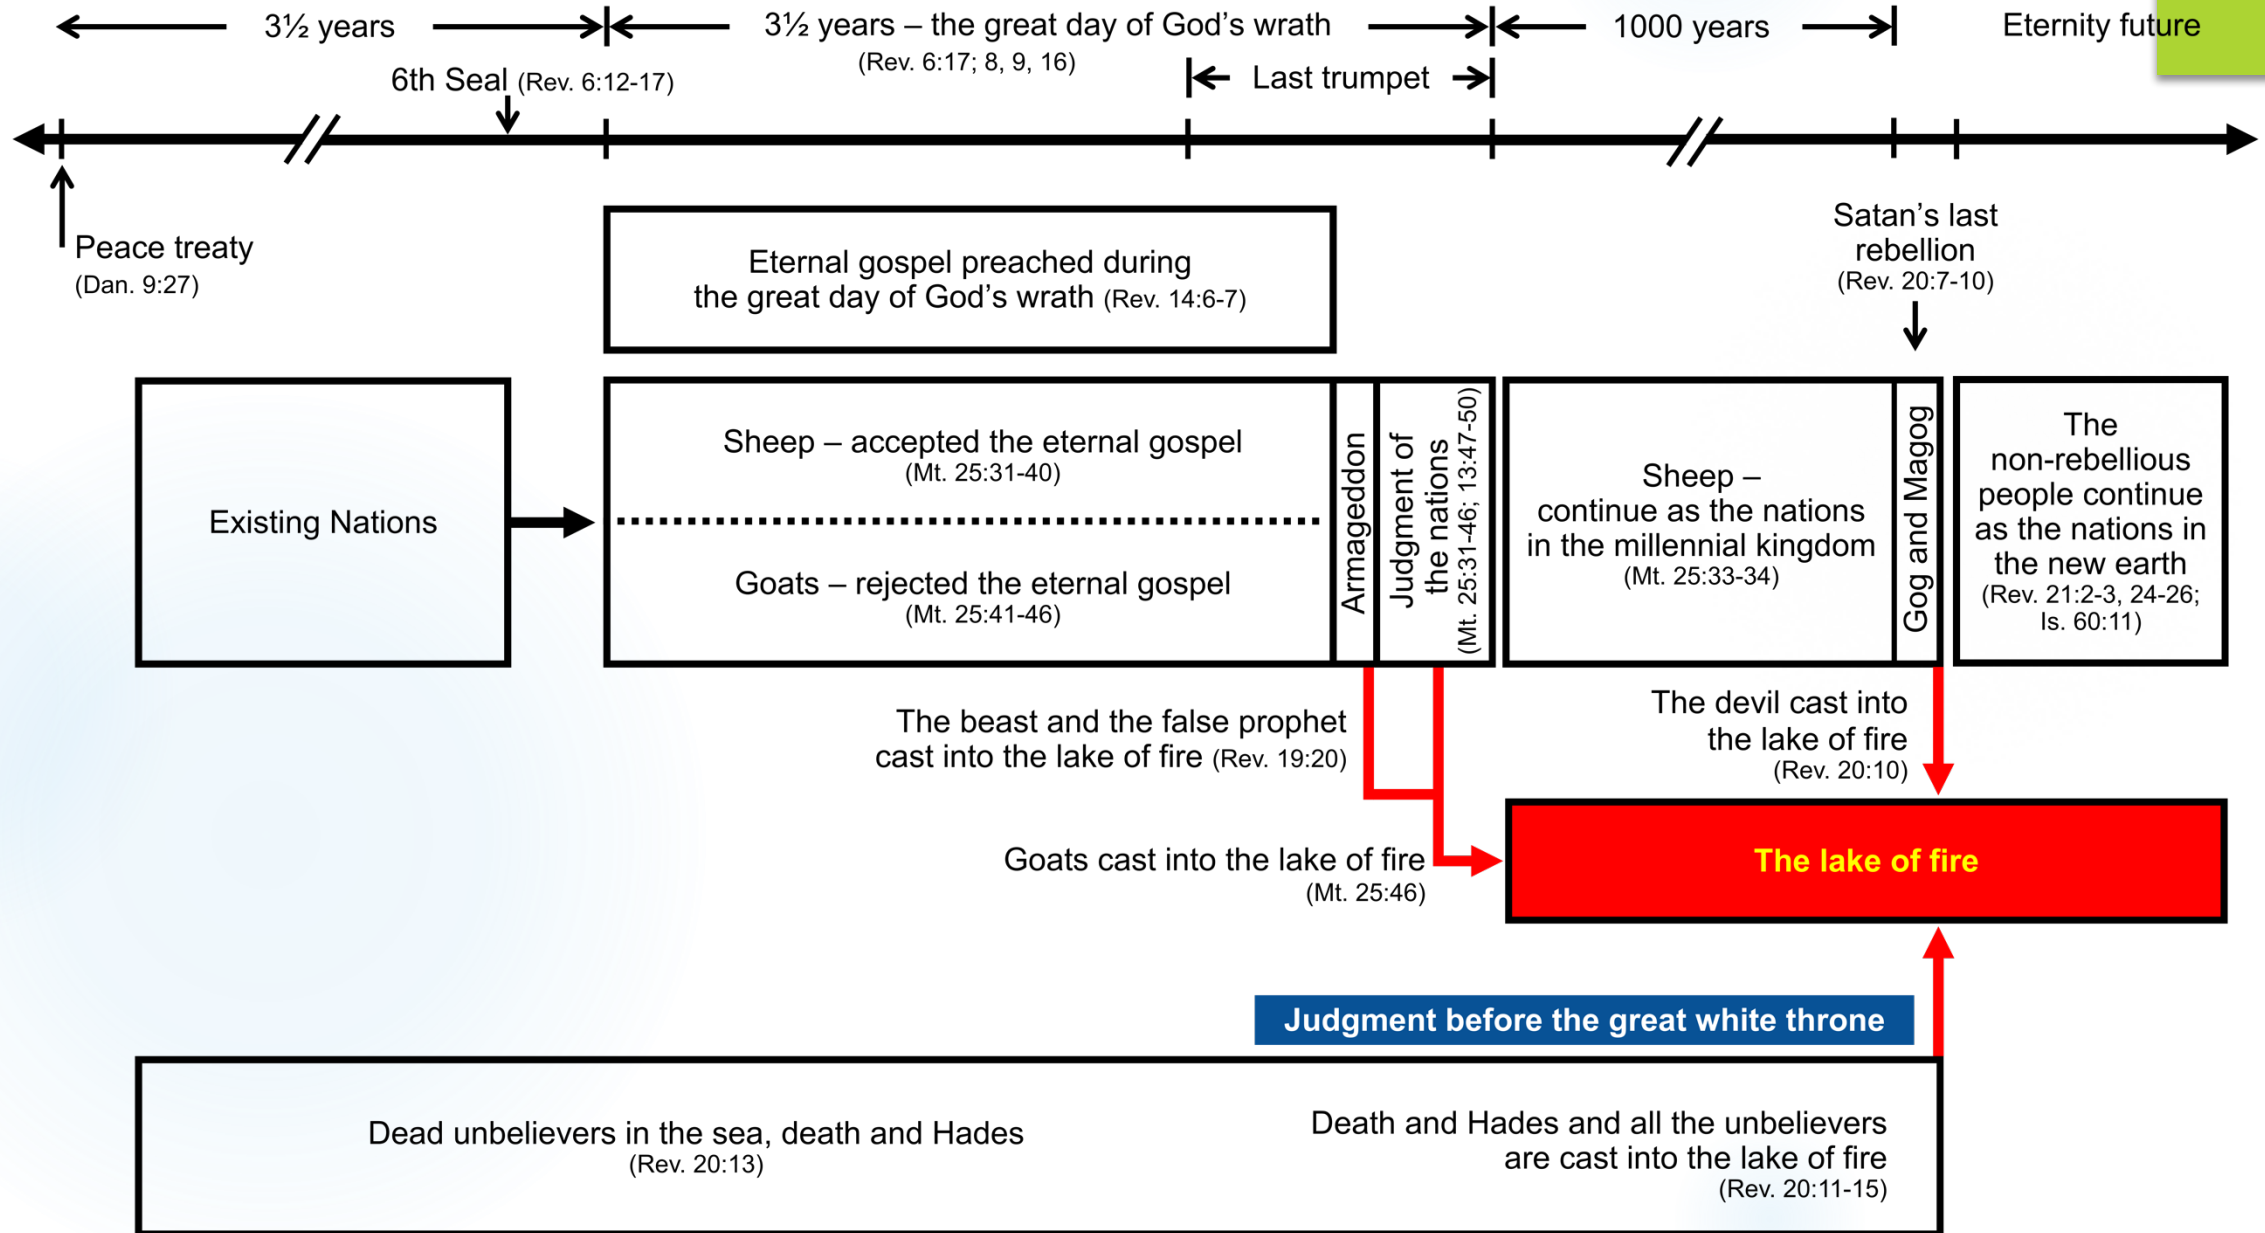 3½ years
3½ years – the great day of God’s wrath
(Rev. 6:17; 8, 9, 16)
1000 years
Eternity future
6th Seal (Rev. 6:12-17)
Last trumpet
Peace treaty
(Dan. 9:27)
Eternal gospel preached during
the great day of God’s wrath (Rev. 14:6-7)
Satan’s last
rebellion
(Rev. 20:7-10)
Existing Nations
Sheep – accepted the eternal gospel
(Mt. 25:31-40)
Goats – rejected the eternal gospel
(Mt. 25:41-46)
Armageddon
Judgment of
the nations
(Mt. 25:31-46; 13:47-50)
Sheep –
continue as the nations
in the millennial kingdom
(Mt. 25:33-34)
Gog and Magog
The
non-rebellious
people continue
as the nations in
the new earth
(Rev. 21:2-3, 24-26;
Is. 60:11)
The beast and the false prophet
cast into the lake of fire (Rev. 19:20)
The devil cast into
the lake of fire
(Rev. 20:10)
Goats cast into the lake of fire
(Mt. 25:46)
The lake of fire
Judgment before the great white throne
Dead unbelievers in the sea, death and Hades
(Rev. 20:13)
Death and Hades and all the unbelievers
are cast into the lake of fire
(Rev. 20:11-15)